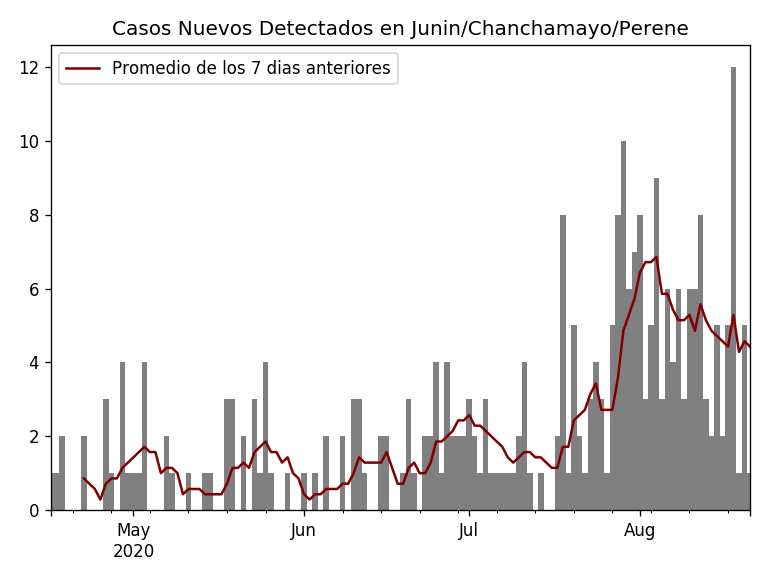 Casos Nuevos Detectados en Junin/Chanchamayo/Perene
Promedio de los 7 dias anteriores
12
10
8
6
4
2
0
May
2020
Jun
Jul
Aug